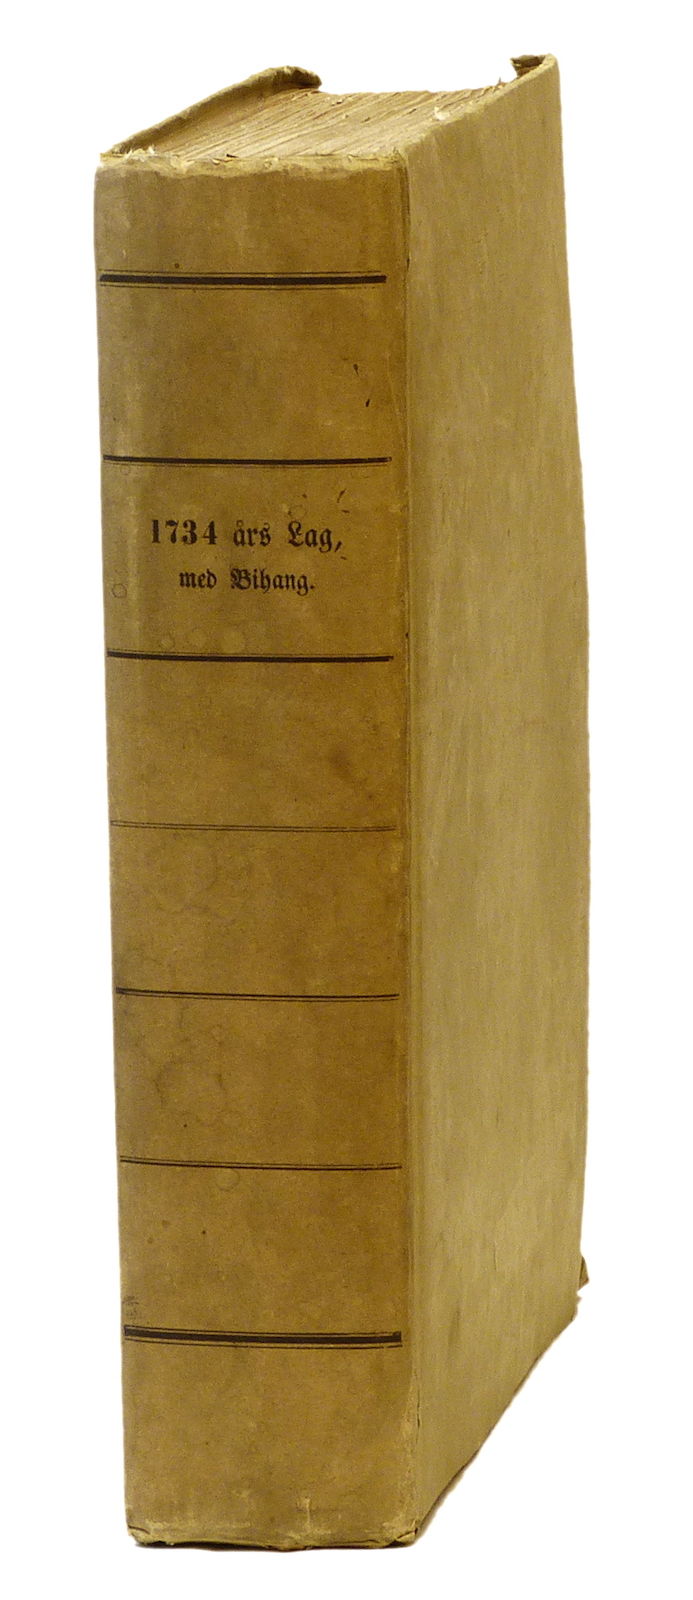 1734 års Lag,
med Bihang.